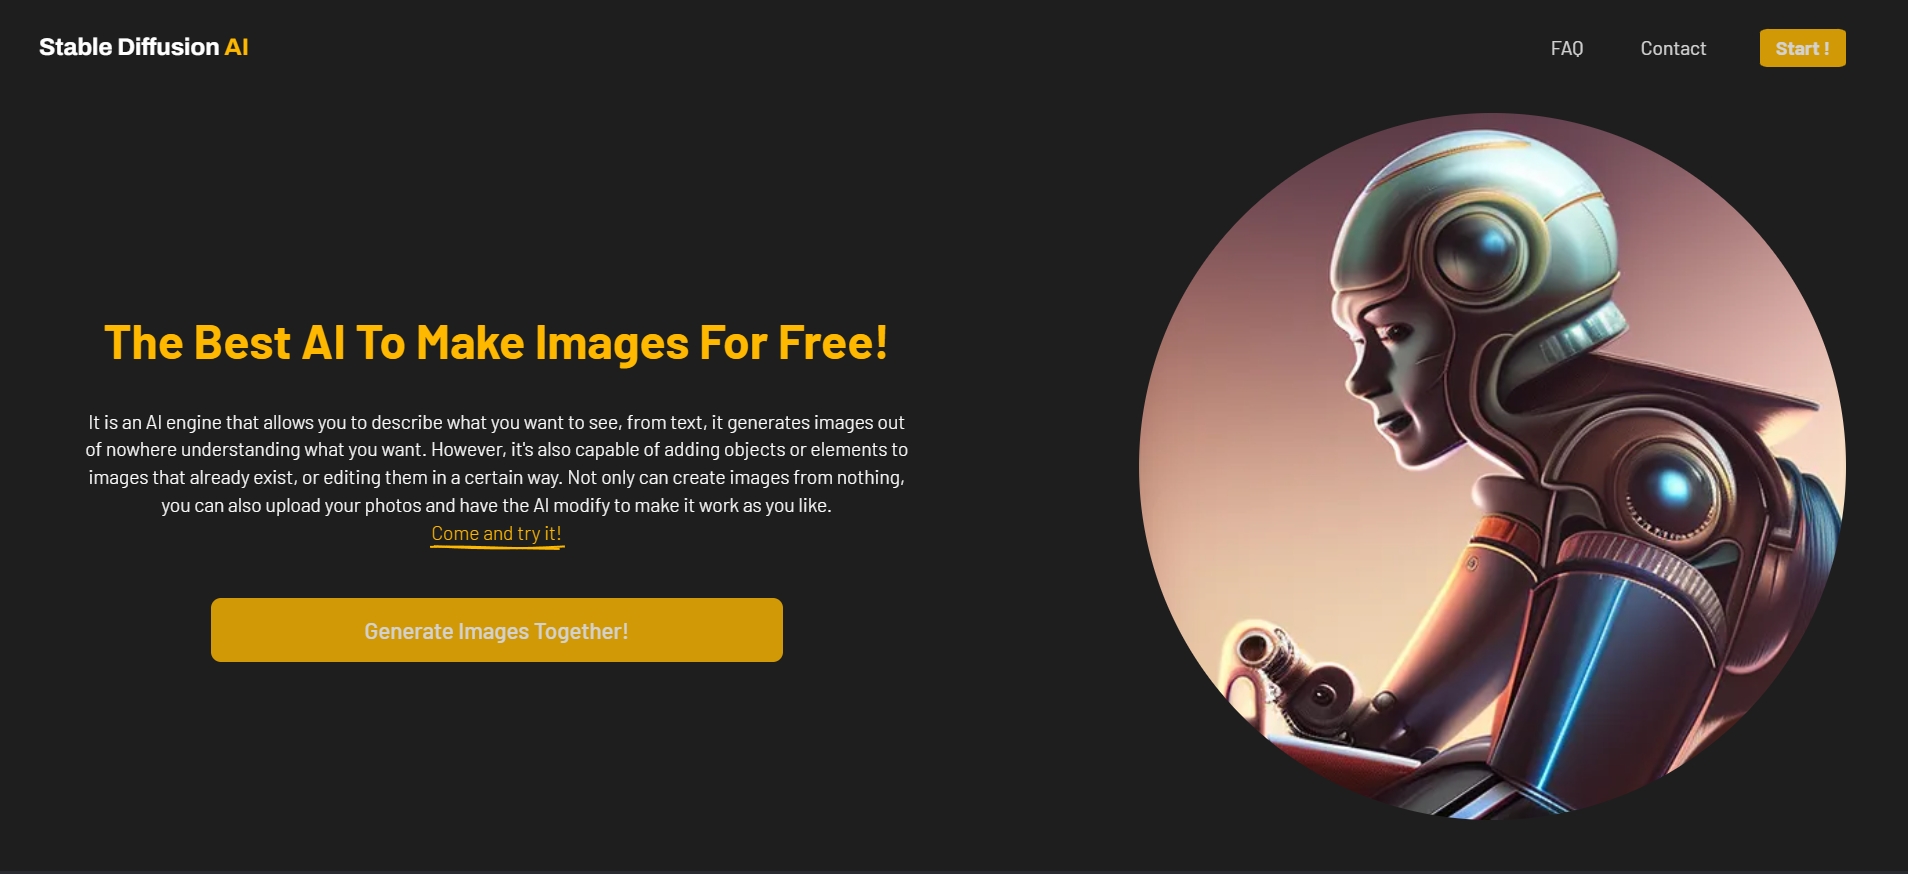 Stable Diffusion AI
FAQ
Contact
Start !
The Best AI To Make Images For Free!
It is an AI engine that allows you to describe what you want to see, from text, it generates images out
of nowhere understanding what you want. However, it's also capable of adding objects or elements to
images that already exist, or editing them in a certain way. Not only can create images from nothing,
you can also upload your photos and have the AI modify to make it work as you like.
Come and try it!
Generate Images Together!